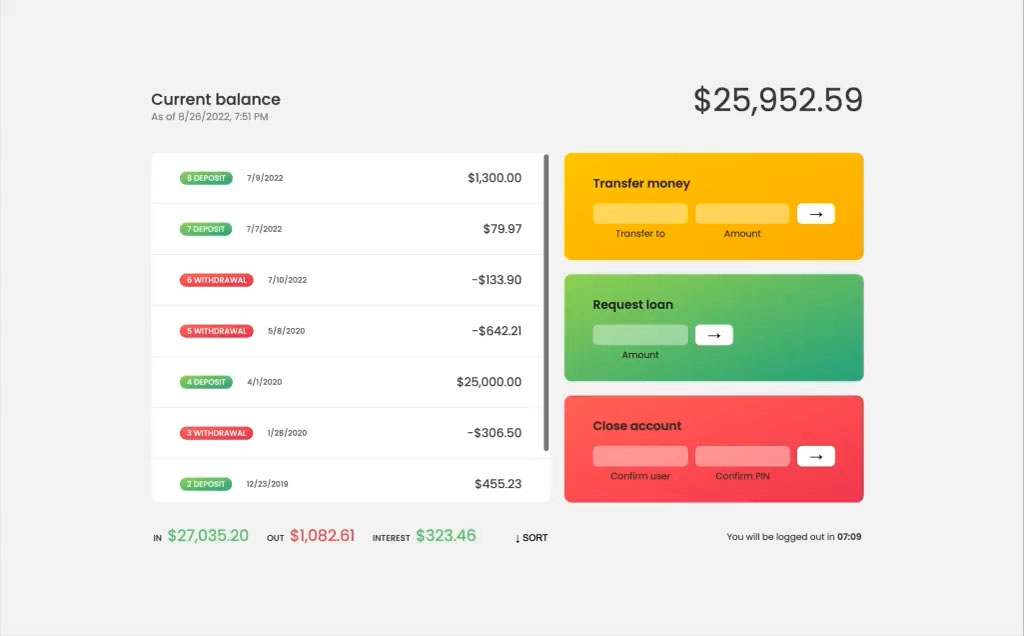 Current balance
As of 8/26/2022, 7:51 PM
$25,952.59
8 DEPOSIT 7/9/2022 $1,300.00
7 DEPOSIT 7/7/2022 $79.97
6 WITHDRAWAL 7/10/2022 -$133.90
5 WITHDRAWAL 5/8/2020 -$642.21
4 DEPOSIT 4/1/2020 $25,000.00
3 WITHDRAWAL 1/28/2020 -$306.50
2 DEPOSIT 12/23/2019 $455.23
Transfer money
→
Transfer to Amount
Request loan
→
Amount
Close account
→
Confirm user Confirm PIN
IN $27,035.20 OUT $1,082.61 INTEREST $323.46 ↓ SORT
You will be logged out in 07:09